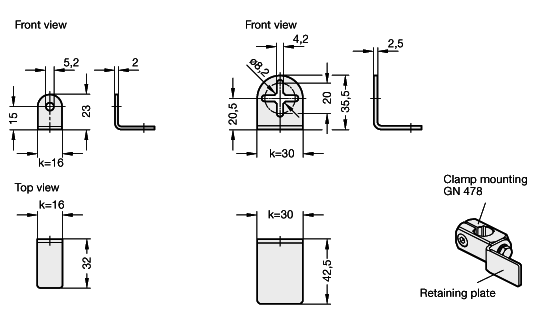 Front view
5,2
2
15
23
k=16
Front view
4,2
ø8,2
2,5
20,5
20
35,5
k=30
Top view
k=16
32
k=30
42,5
Clamp mounting
GN 478
Retaining plate